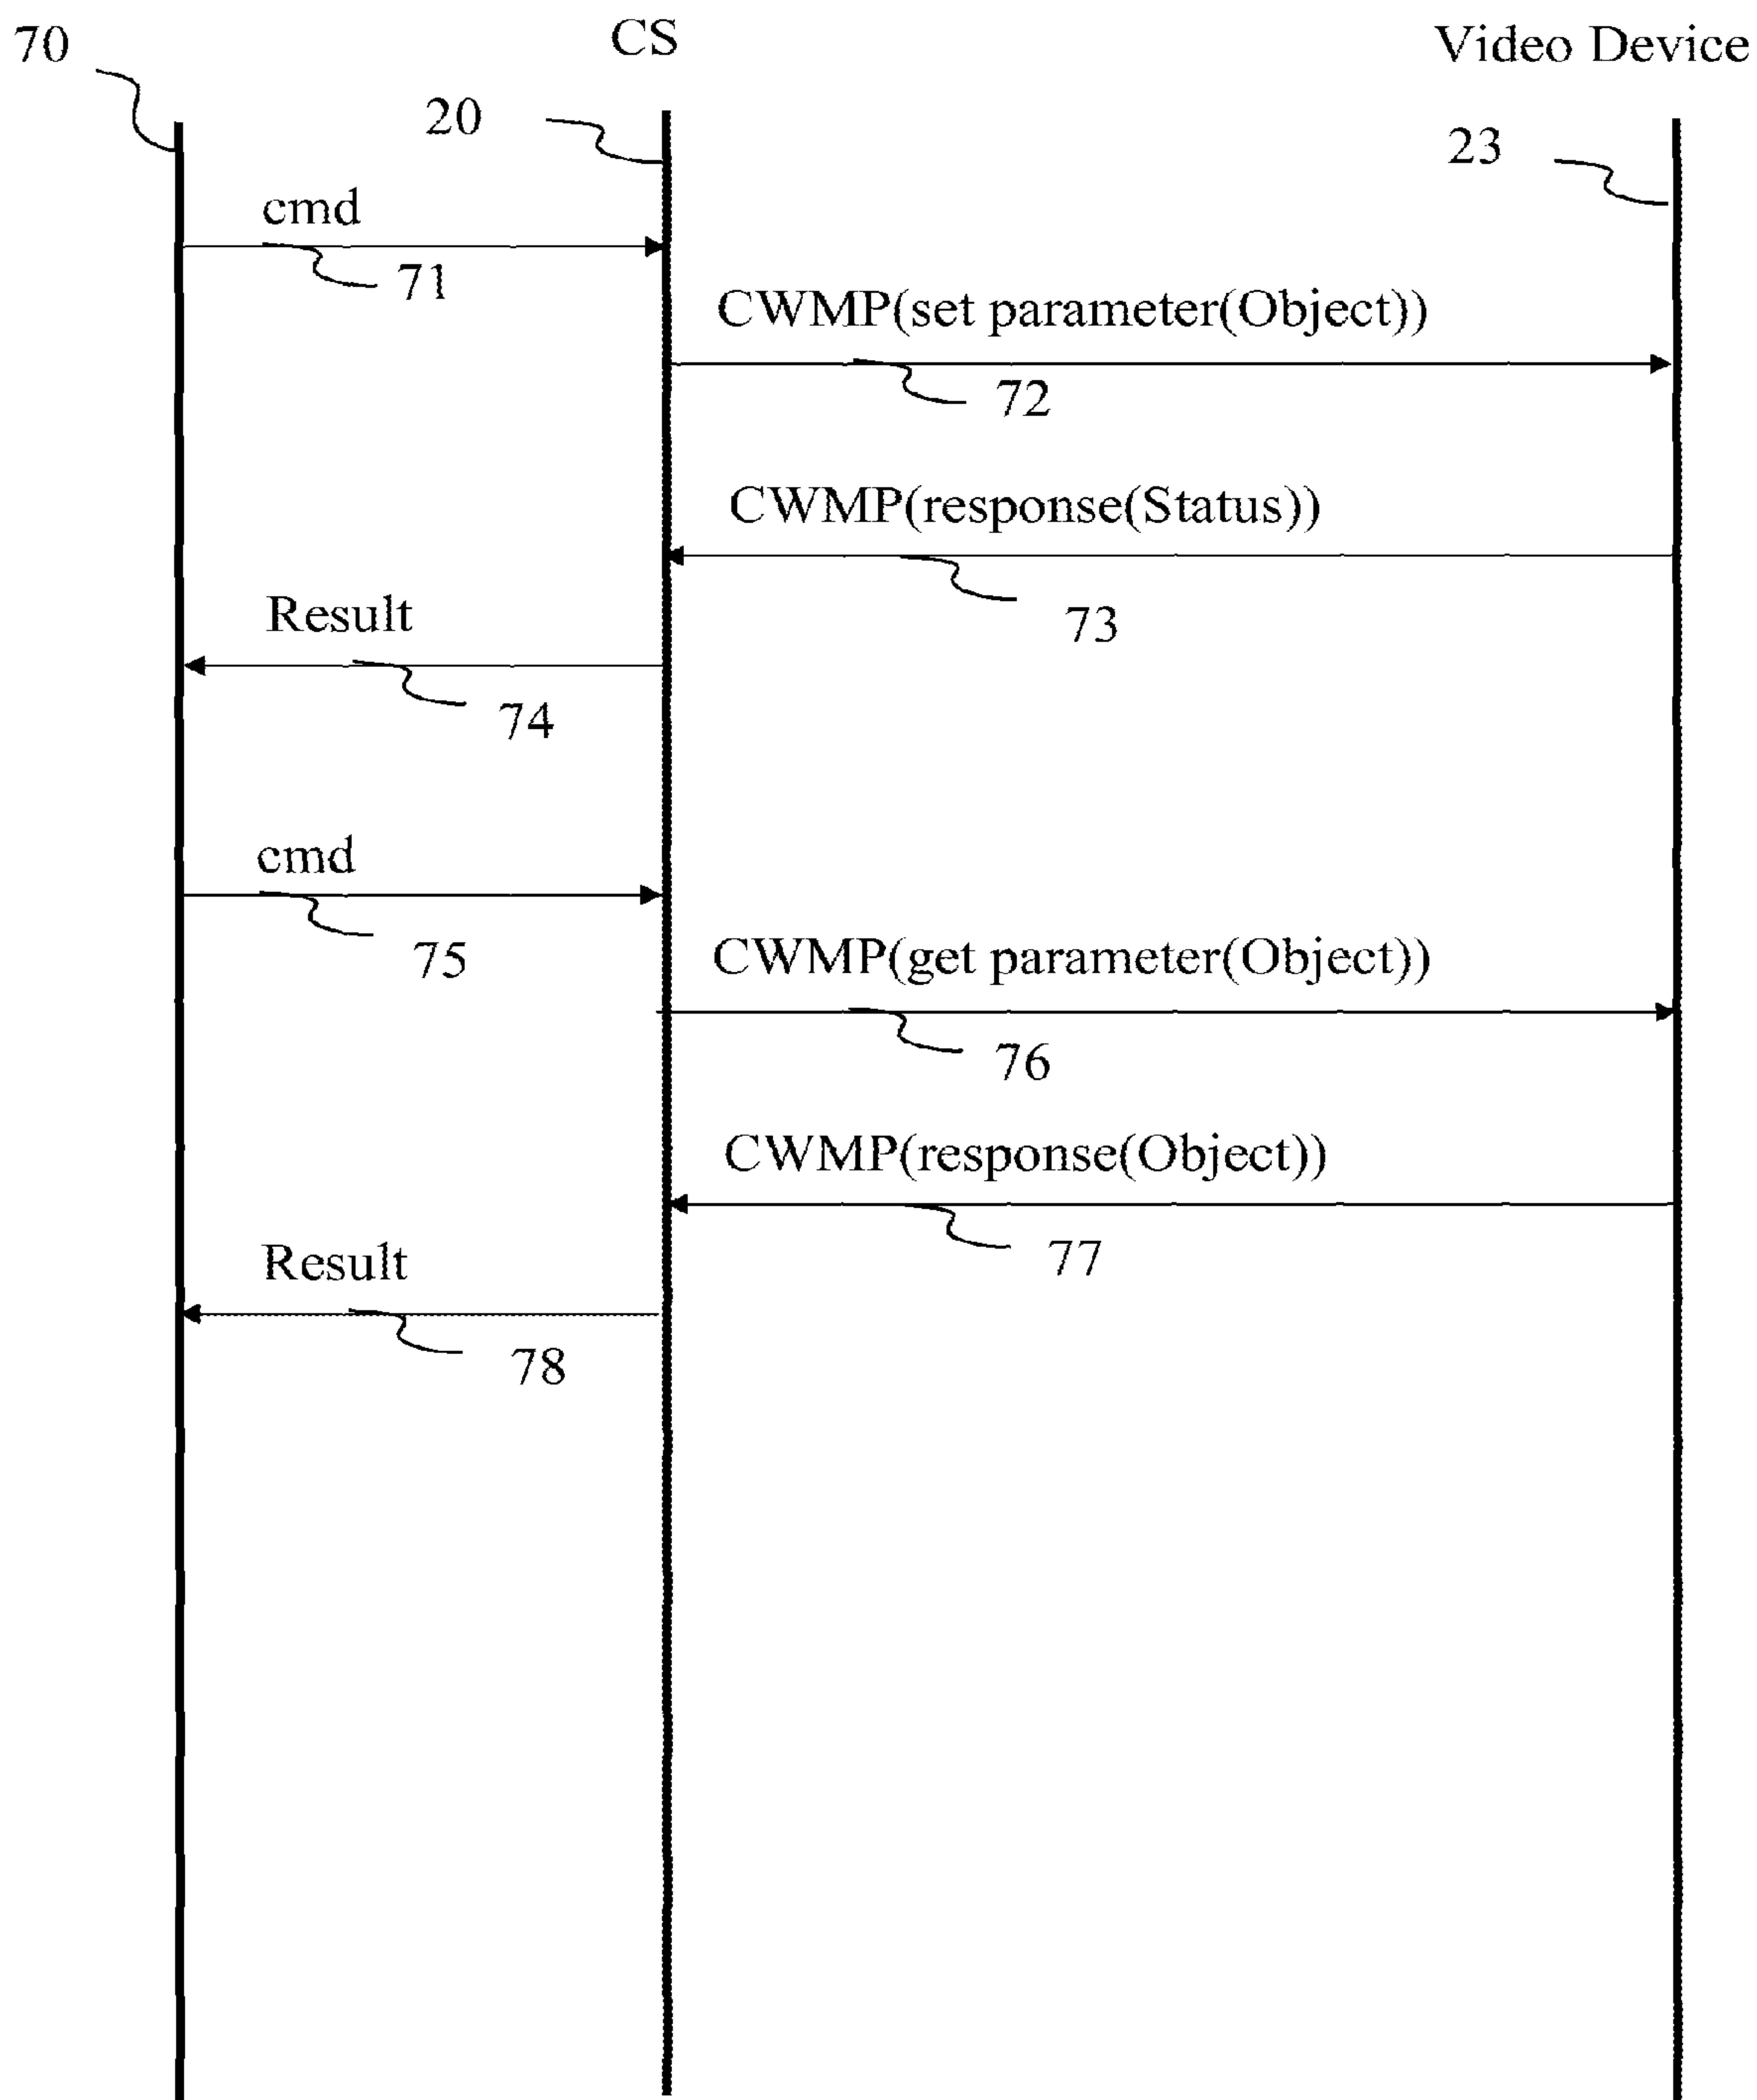 70
CS
Video Device
20
23
cmd
71
CWMP(set parameter(Object))
72
CWMP(response(Status))
73
Result
74
cmd
75
CWMP(get parameter(Object))
76
CWMP(response(Object))
77
Result
78